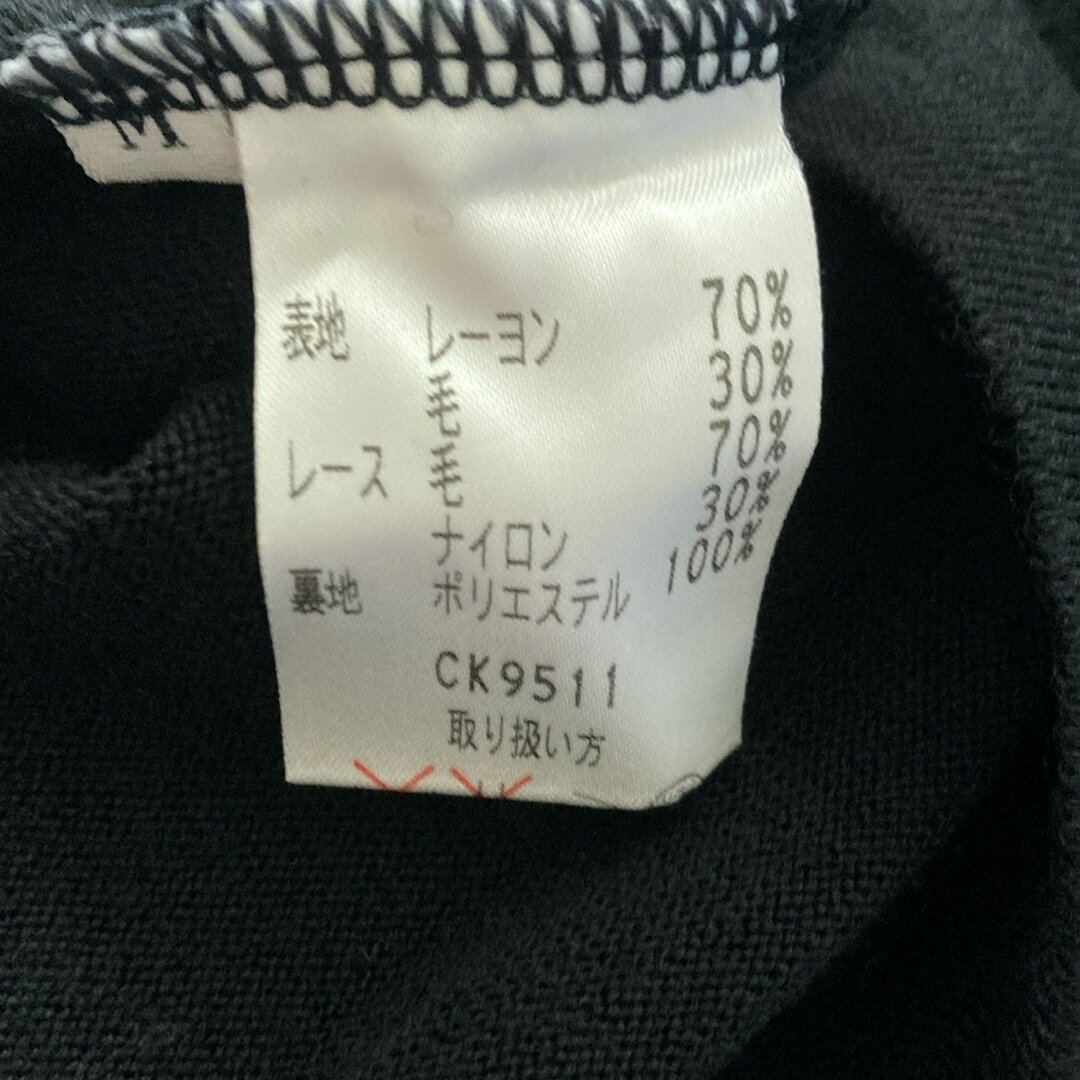 M
表地 レーヨン 70%
毛 30%
レース 毛 70%
ナイロン 30%
裏地 ポリエステル 100%
CK9511
取り扱い方